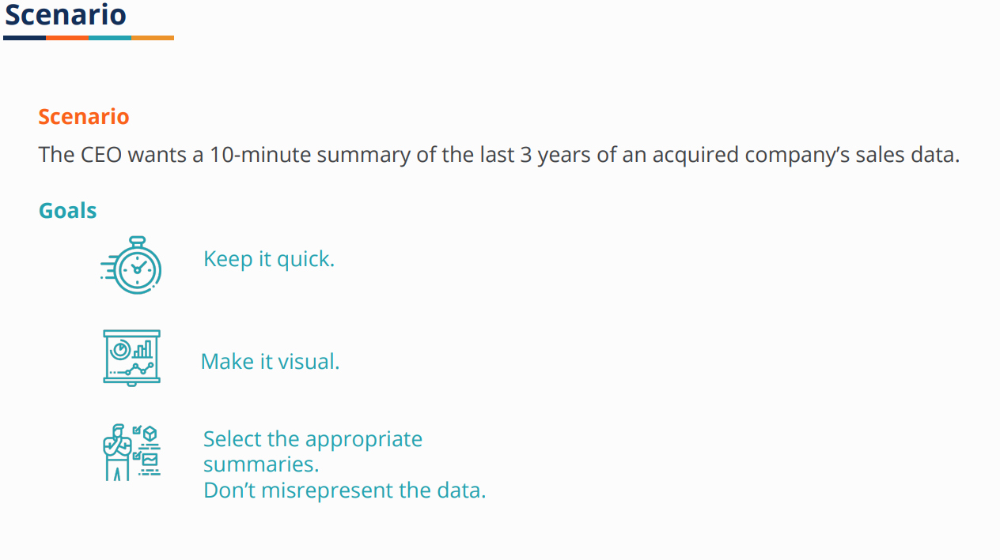 Scenario
Scenario
The CEO wants a 10-minute summary of the last 3 years of an acquired company’s sales data.
Goals
Keep it quick.
Make it visual.
Select the appropriate
summaries.
Don’t misrepresent the data.